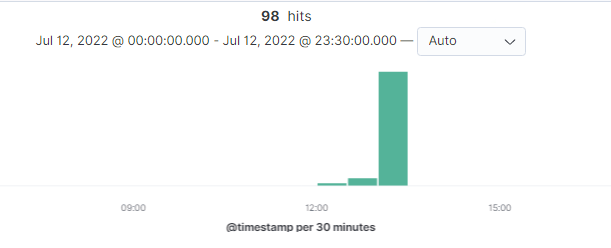 98 hits
Jul 12, 2022 @ 00:00:00.000 - Jul 12, 2022 @ 23:30:00.000 — Auto
09:00 12:00 15:00
@timestamp per 30 minutes